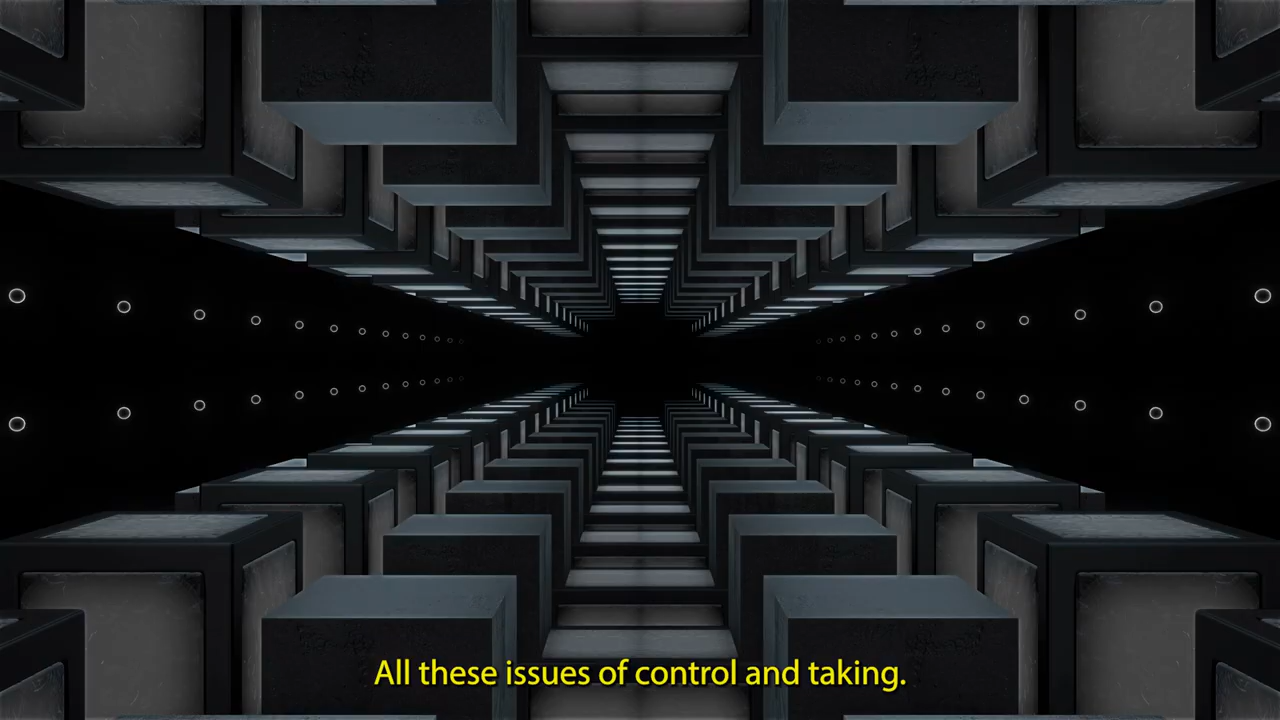 All these issues of control and taking.